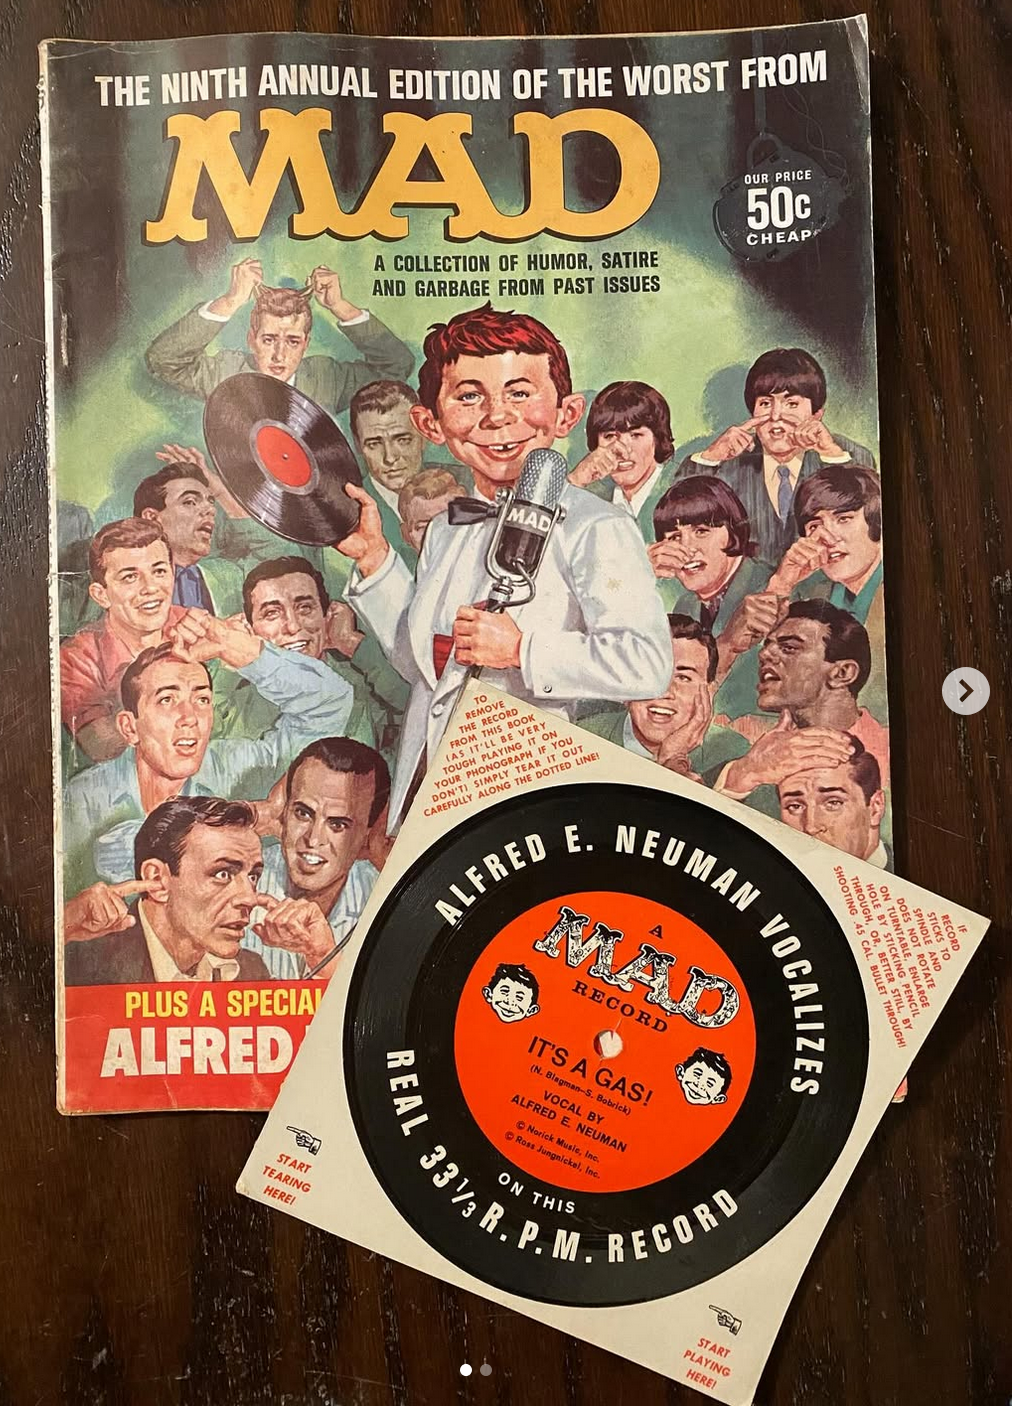 THE NINTH ANNUAL EDITION OF THE WORST FROM
MAD
OUR PRICE
50c
CHEAP
A COLLECTION OF HUMOR, SATIRE
AND GARBAGE FROM PAST ISSUES
MAD
PLUS A SPECIAL
ALFRED
TO
REMOVE
THE RECORD
FROM THIS BOOK
(AS IT'LL BE VERY
TOUGH PLAYING IT ON
YOUR PHONOGRAPH IF YOU
DON'T) SIMPLY TEAR IT OUT
CAREFULLY ALONG THE DOTTED LINE!
IF
RECORD
STICKS TO
SPINDLE AND
DOES NOT ROTATE
ON TURNTABLE, ENLARGE
HOLE BY STICKING PENCIL
THROUGH, OR, BETTER STILL, BY
SHOOTING .45 CAL. BULLET THROUGH!
ALFRED E. NEUMAN VOCALIZES
A
MAD
RECORD
IT'S A GAS!
(N. Blagman–S. Bobrick)
VOCAL BY
ALFRED E. NEUMAN
© Norick Music, Inc.
© Ross Jungnickel, Inc.
ON THIS
REAL 33 1/3 R.P.M. RECORD
START
TEARING
HERE!
START
PLAYING
HERE!